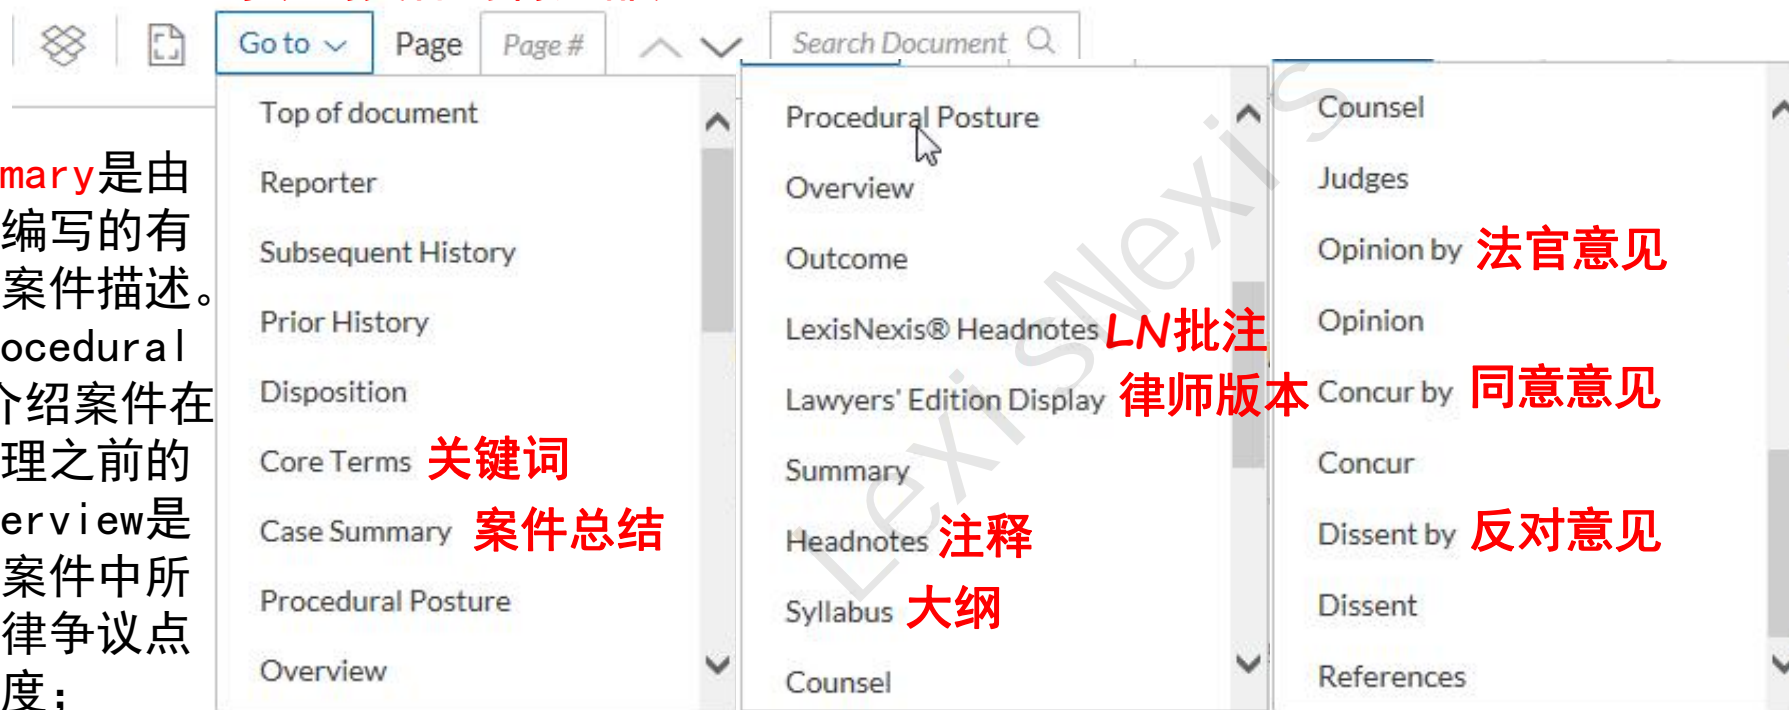 Go to
Page
Page #
Search Document
mary是由
编写的有
案件描述。
ocedural
介绍案件在
理之前的
erview是
案件中所
律争议点
度；
Top of document
Reporter
Subsequent History
Prior History
Disposition
Core Terms 关键词
Case Summary 案件总结
Procedural Posture
Overview
Procedural Posture
Overview
Outcome
LexisNexis® Headnotes LN批注
Lawyers' Edition Display 律师版本
Summary
Headnotes 注释
Syllabus 大纲
Counsel
Counsel
Judges
Opinion by 法官意见
Opinion
Concur by 同意意见
Concur
Dissent by 反对意见
Dissent
References
LexisNexis